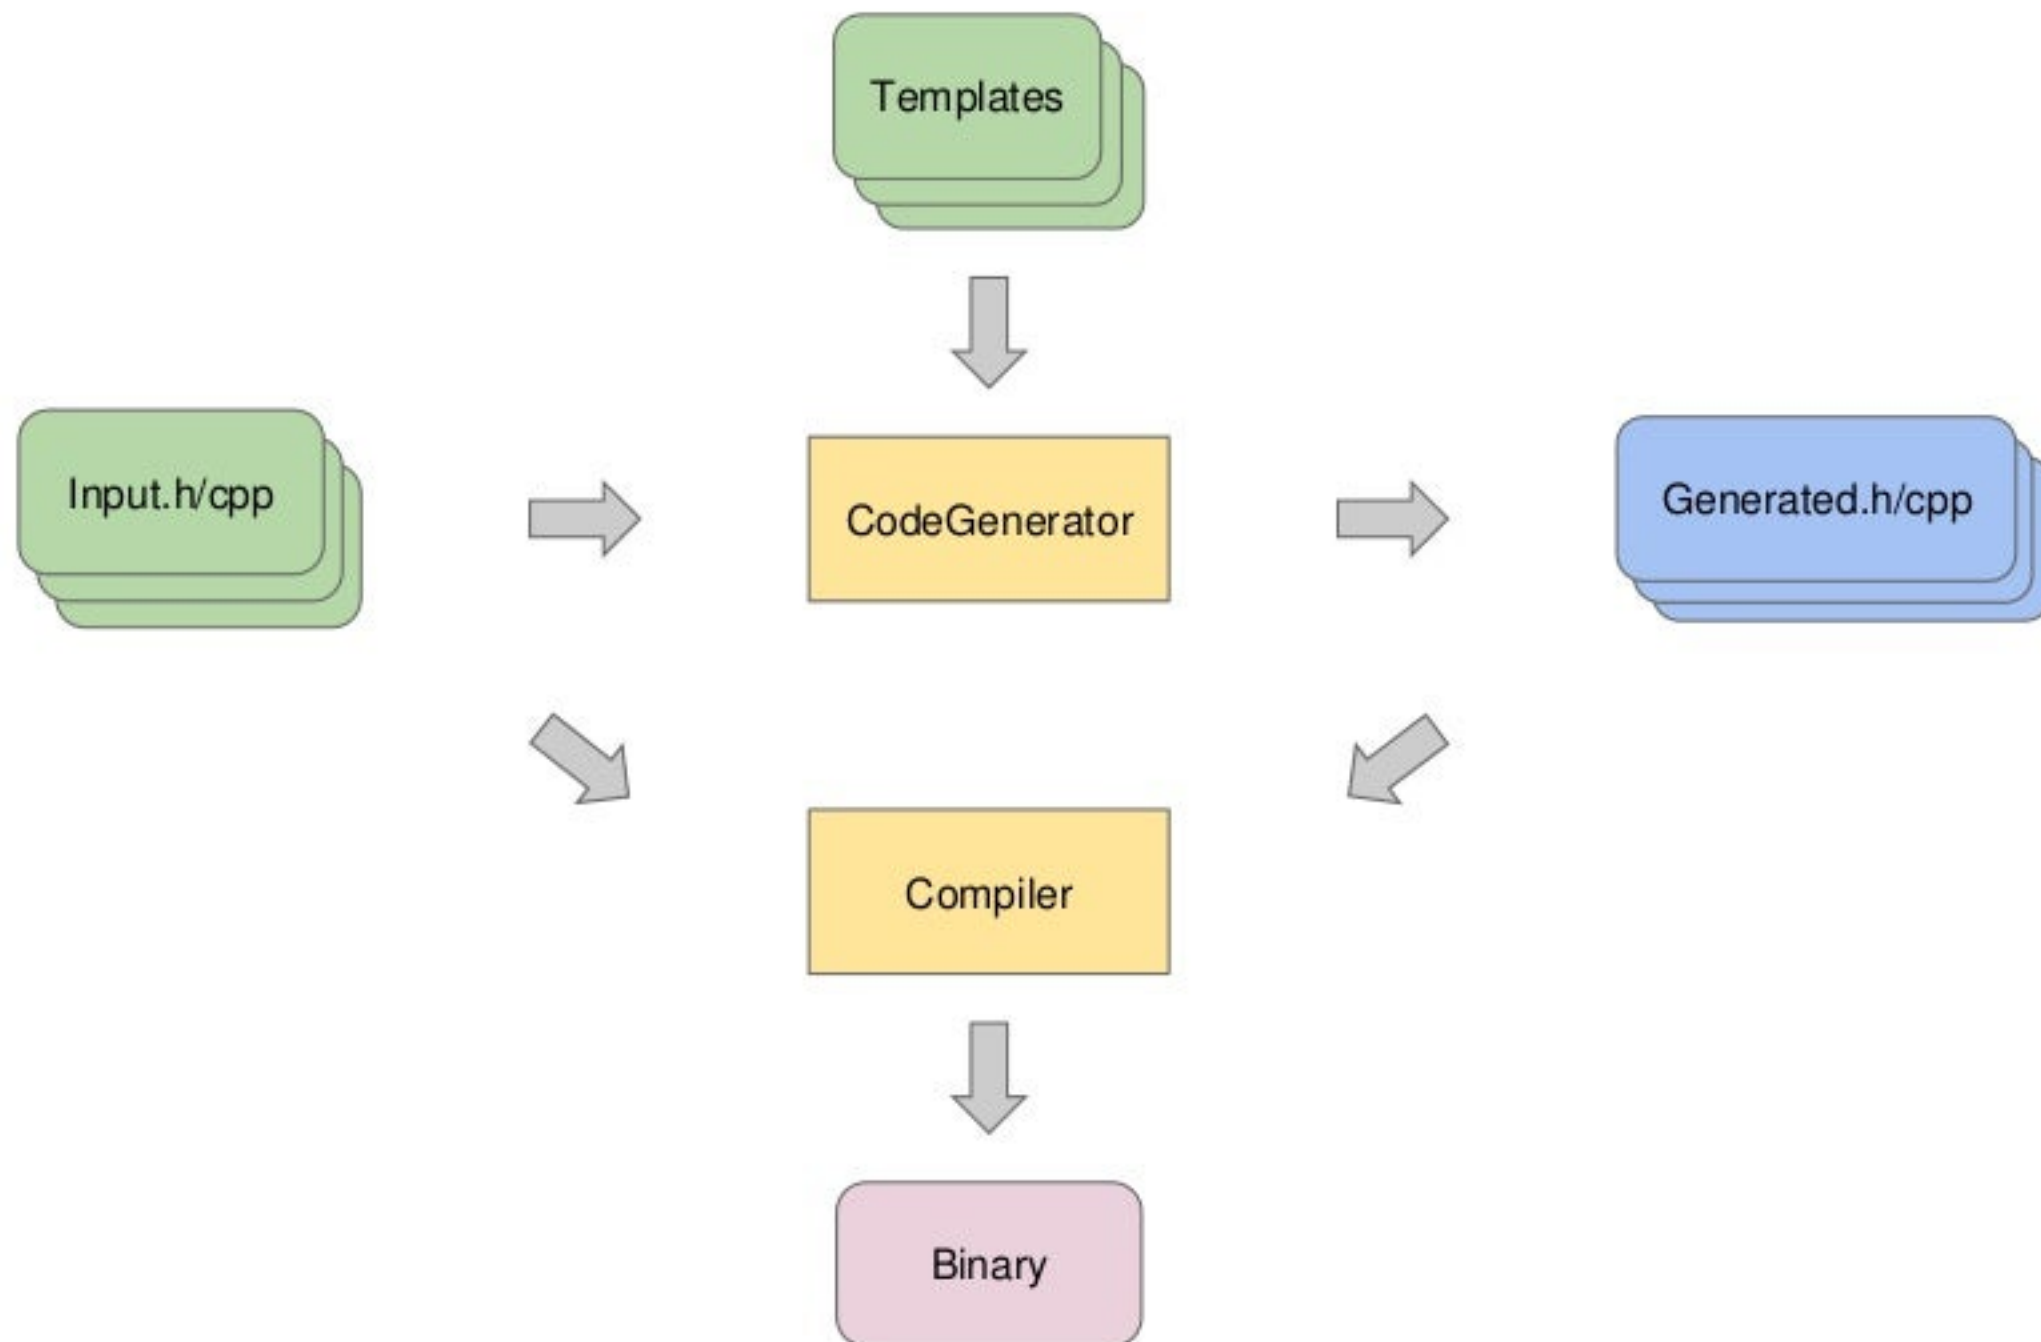 Templates
Input.h/cpp
CodeGenerator
Generated.h/cpp
Compiler
Binary